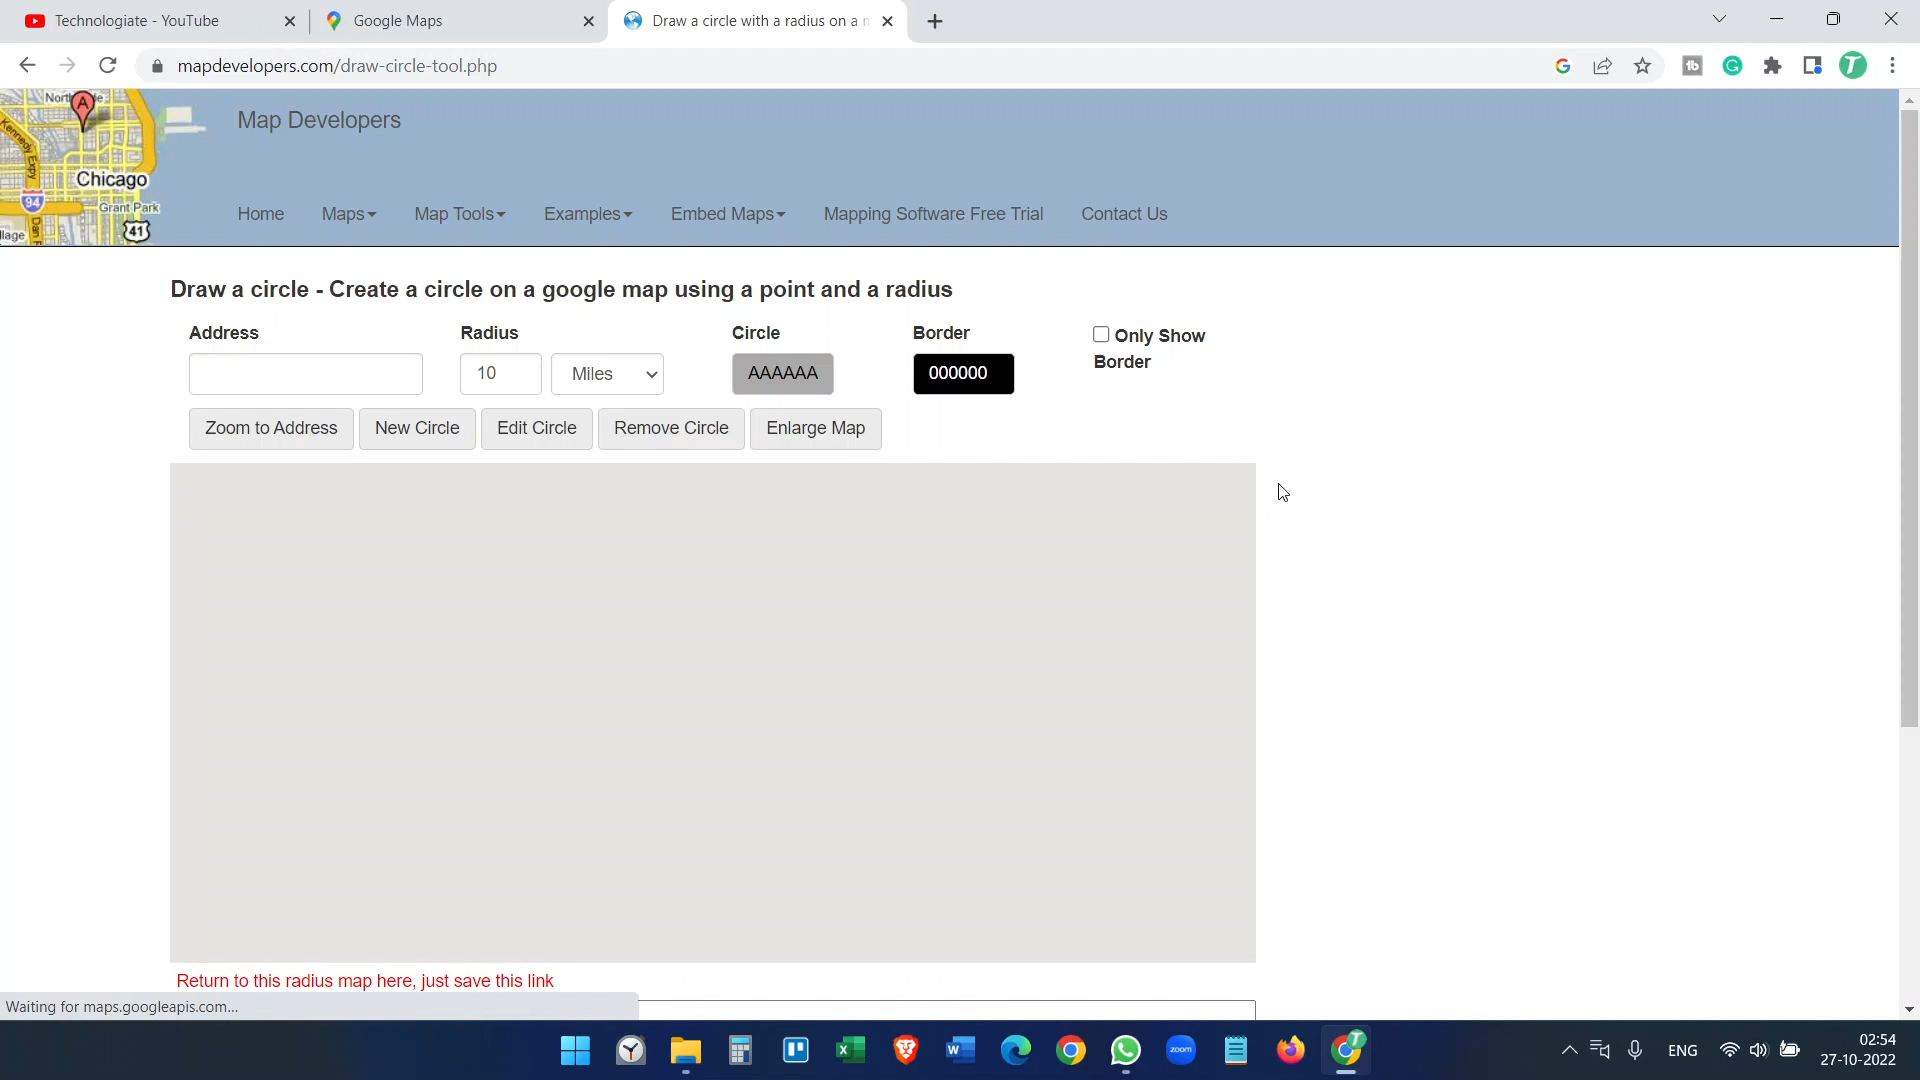 Technologiate - YouTube
Google Maps
Draw a circle with a radius on a m
mapdevelopers.com/draw-circle-tool.php
Map Developers
Kennedy Expy
Chicago
94
Grant Park
41
Dan R
A
Home
Maps
Map Tools
Examples
Embed Maps
Mapping Software Free Trial
Contact Us
Draw a circle - Create a circle on a google map using a point and a radius
Address
Radius
Circle
Border
Only Show
Border
10
Miles
AAAAAA
000000
Zoom to Address
New Circle
Edit Circle
Remove Circle
Enlarge Map
Return to this radius map here, just save this link
Waiting for maps.googleapis.com...
zoom
ENG
02:54
27-10-2022